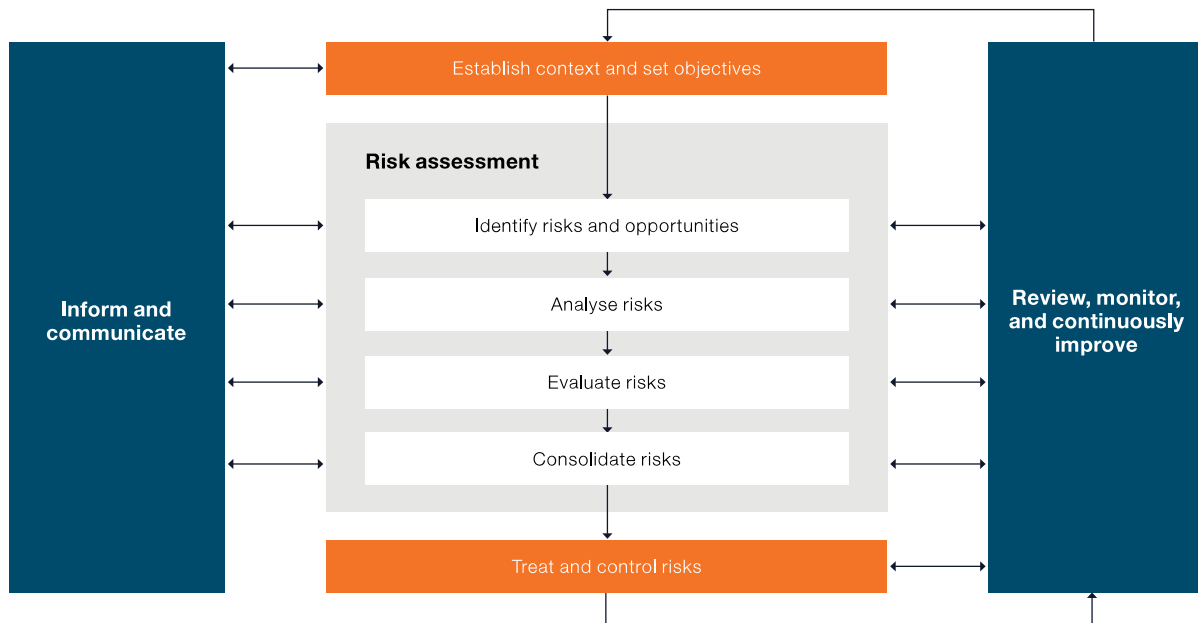 Establish context and set objectives
Risk assessment
Identify risks and opportunities
Analyse risks
Evaluate risks
Consolidate risks
Treat and control risks
Inform and
communicate
Review, monitor,
and continuously
improve